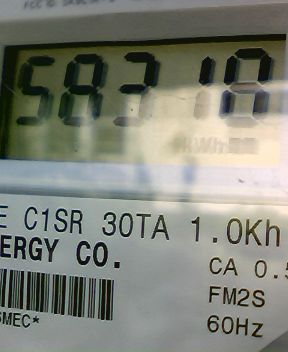 58318
kWh
E C1SR 30TA 1.0Kh
ERGY CO.
CA 0.5
FM2S
60Hz
SMEC*